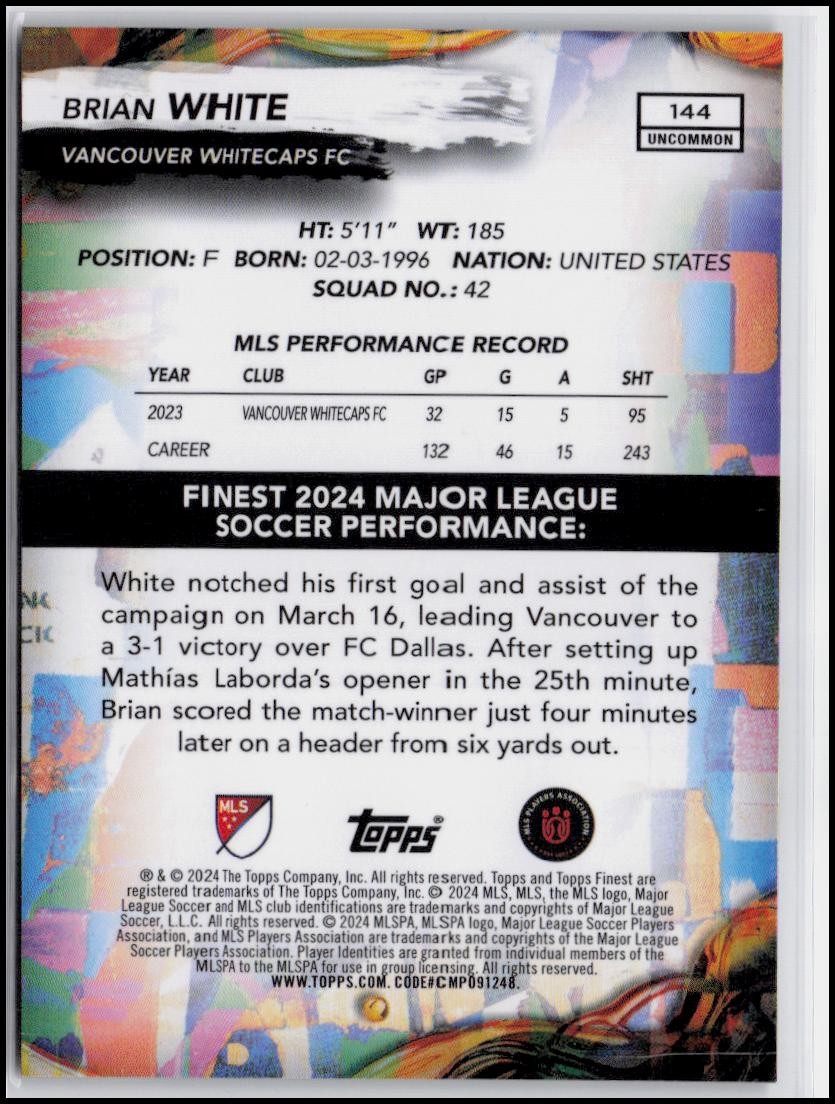 BRIAN WHITE
VANCOUVER WHITECAPS FC
144
UNCOMMON
HT: 5'11" WT: 185
POSITION: F BORN: 02-03-1996 NATION: UNITED STATES
SQUAD NO.: 42
MLS PERFORMANCE RECORD
YEAR CLUB GP G A SHT
2023 VANCOUVER WHITECAPS FC 32 15 5 95
CAREER 132 46 15 243
FINEST 2024 MAJOR LEAGUE
SOCCER PERFORMANCE:
White notched his first goal and assist of the
campaign on March 16, leading Vancouver to
a 3-1 victory over FC Dallas. After setting up
Mathías Laborda's opener in the 25th minute,
Brian scored the match-winner just four minutes
later on a header from six yards out.
MLS
Topps®
MLS PLAYERS ASSOCIATION
® & © 2024 The Topps Company, Inc. All rights reserved. Topps and Topps Finest are
registered trademarks of The Topps Company, Inc. © 2024 MLS, MLS, the MLS logo, Major
League Soccer and MLS club identifications are trademarks and copyrights of Major League
Soccer, L.L.C. All rights reserved. © 2024 MLSPA, MLSPA logo, Major League Soccer Players
Association, and MLS Players Association are trademarks and copyrights of the Major League
Soccer Players Association. Player Identities are granted from individual members of the
MLSPA to the MLSPA for use in group licensing. All rights reserved.
WWW.TOPPS.COM. CODE#CMP091248.